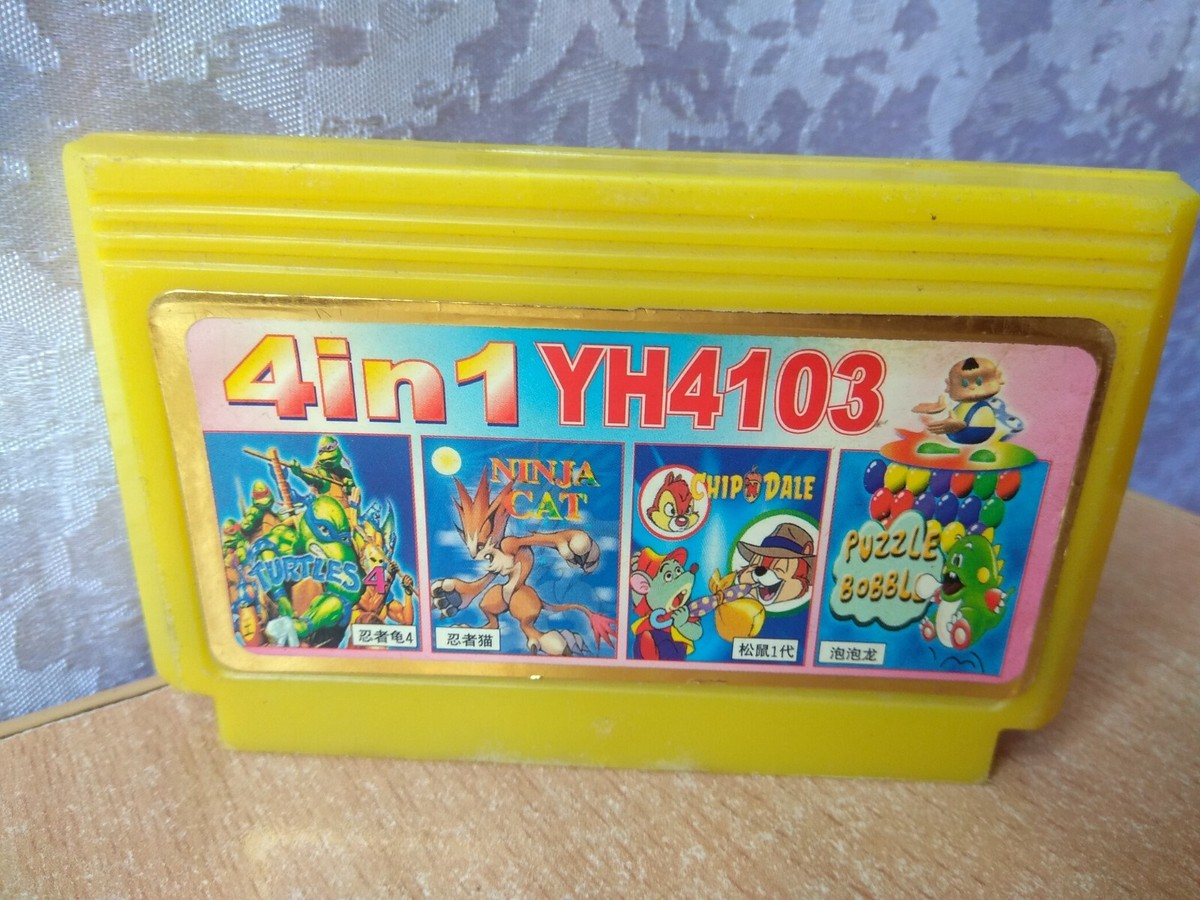 4in1 YH4103
TURTLES 4
忍者龟4
NINJA
CAT
忍者猫
CHIP DALE
松鼠1代
PUZZLE
BOBBLE
泡泡龙